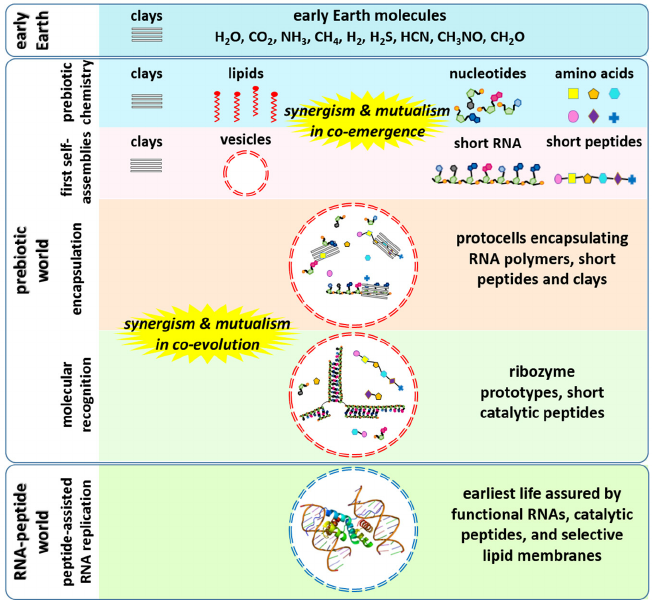 early
Earth
clays
early Earth molecules
H₂O, CO₂, NH₃, CH₄, H₂, H₂S, HCN, CH₃NO, CH₂O
prebiotic
world
prebiotic
chemistry
clays
lipids
nucleotides
amino acids
synergism & mutualism
in co-emergence
first self-
assemblies
clays
vesicles
short RNA
short peptides
encapsulation
protocells encapsulating
RNA polymers, short
peptides and clays
synergism & mutualism
in co-evolution
molecular
recognition
ribozyme
prototypes, short
catalytic peptides
RNA-peptide
world
peptide-assisted
RNA replication
earliest life assured by
functional RNAs, catalytic
peptides, and selective
lipid membranes